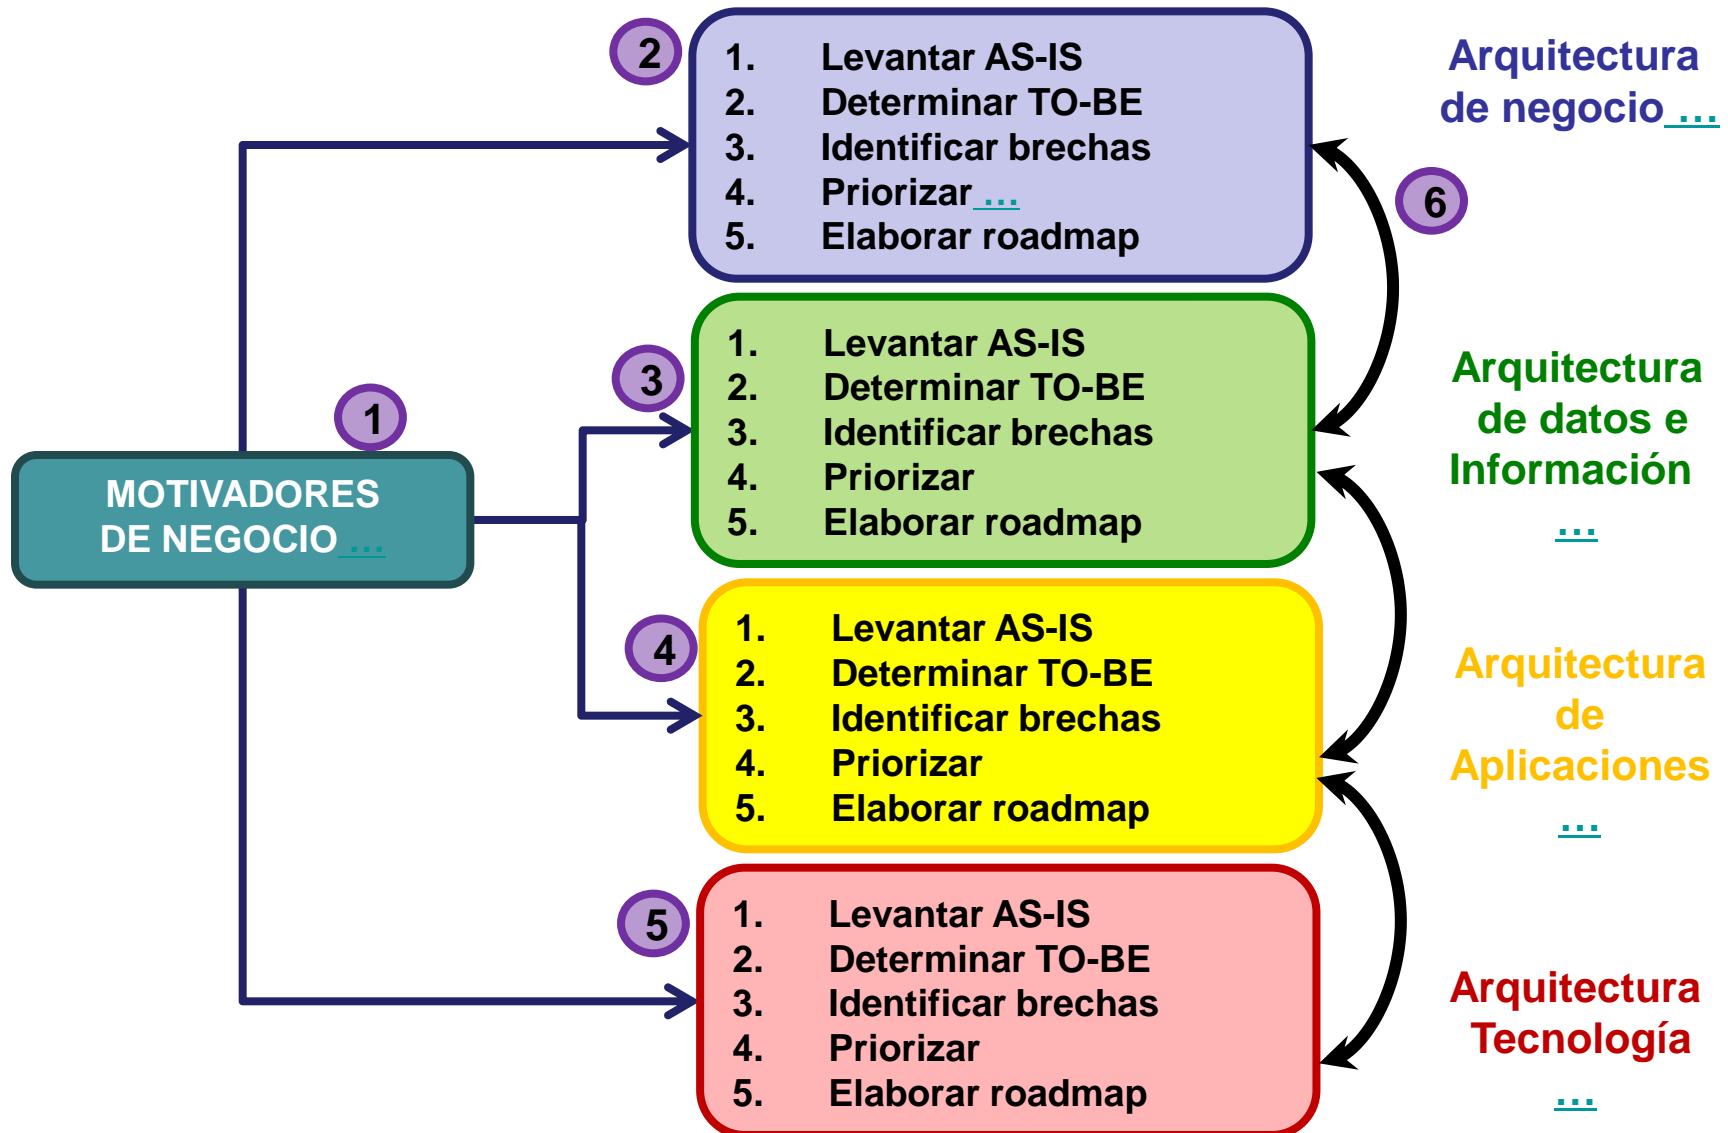 2
1. Levantar AS-IS
2. Determinar TO-BE
3. Identificar brechas
4. Priorizar ...
5. Elaborar roadmap
Arquitectura
de negocio ...
6
3
1. Levantar AS-IS
2. Determinar TO-BE
3. Identificar brechas
4. Priorizar
5. Elaborar roadmap
Arquitectura
de datos e
Información
...
1
MOTIVADORES
DE NEGOCIO ...
4
1. Levantar AS-IS
2. Determinar TO-BE
3. Identificar brechas
4. Priorizar
5. Elaborar roadmap
Arquitectura
de
Aplicaciones
...
5
1. Levantar AS-IS
2. Determinar TO-BE
3. Identificar brechas
4. Priorizar
5. Elaborar roadmap
Arquitectura
Tecnología
...